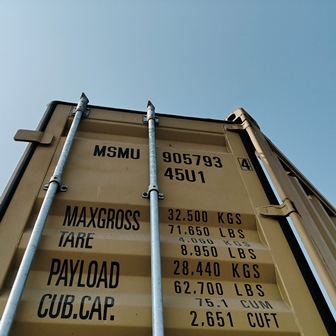 MSMU 905793 4
45U1
MAXGROSS 32.500 KGS
71.650 LBS
TARE 4.060 KGS
8.950 LBS
PAYLOAD 28,440 KGS
62,700 LBS
CUB.CAP. 75.1 CUM
2.651 CUFT